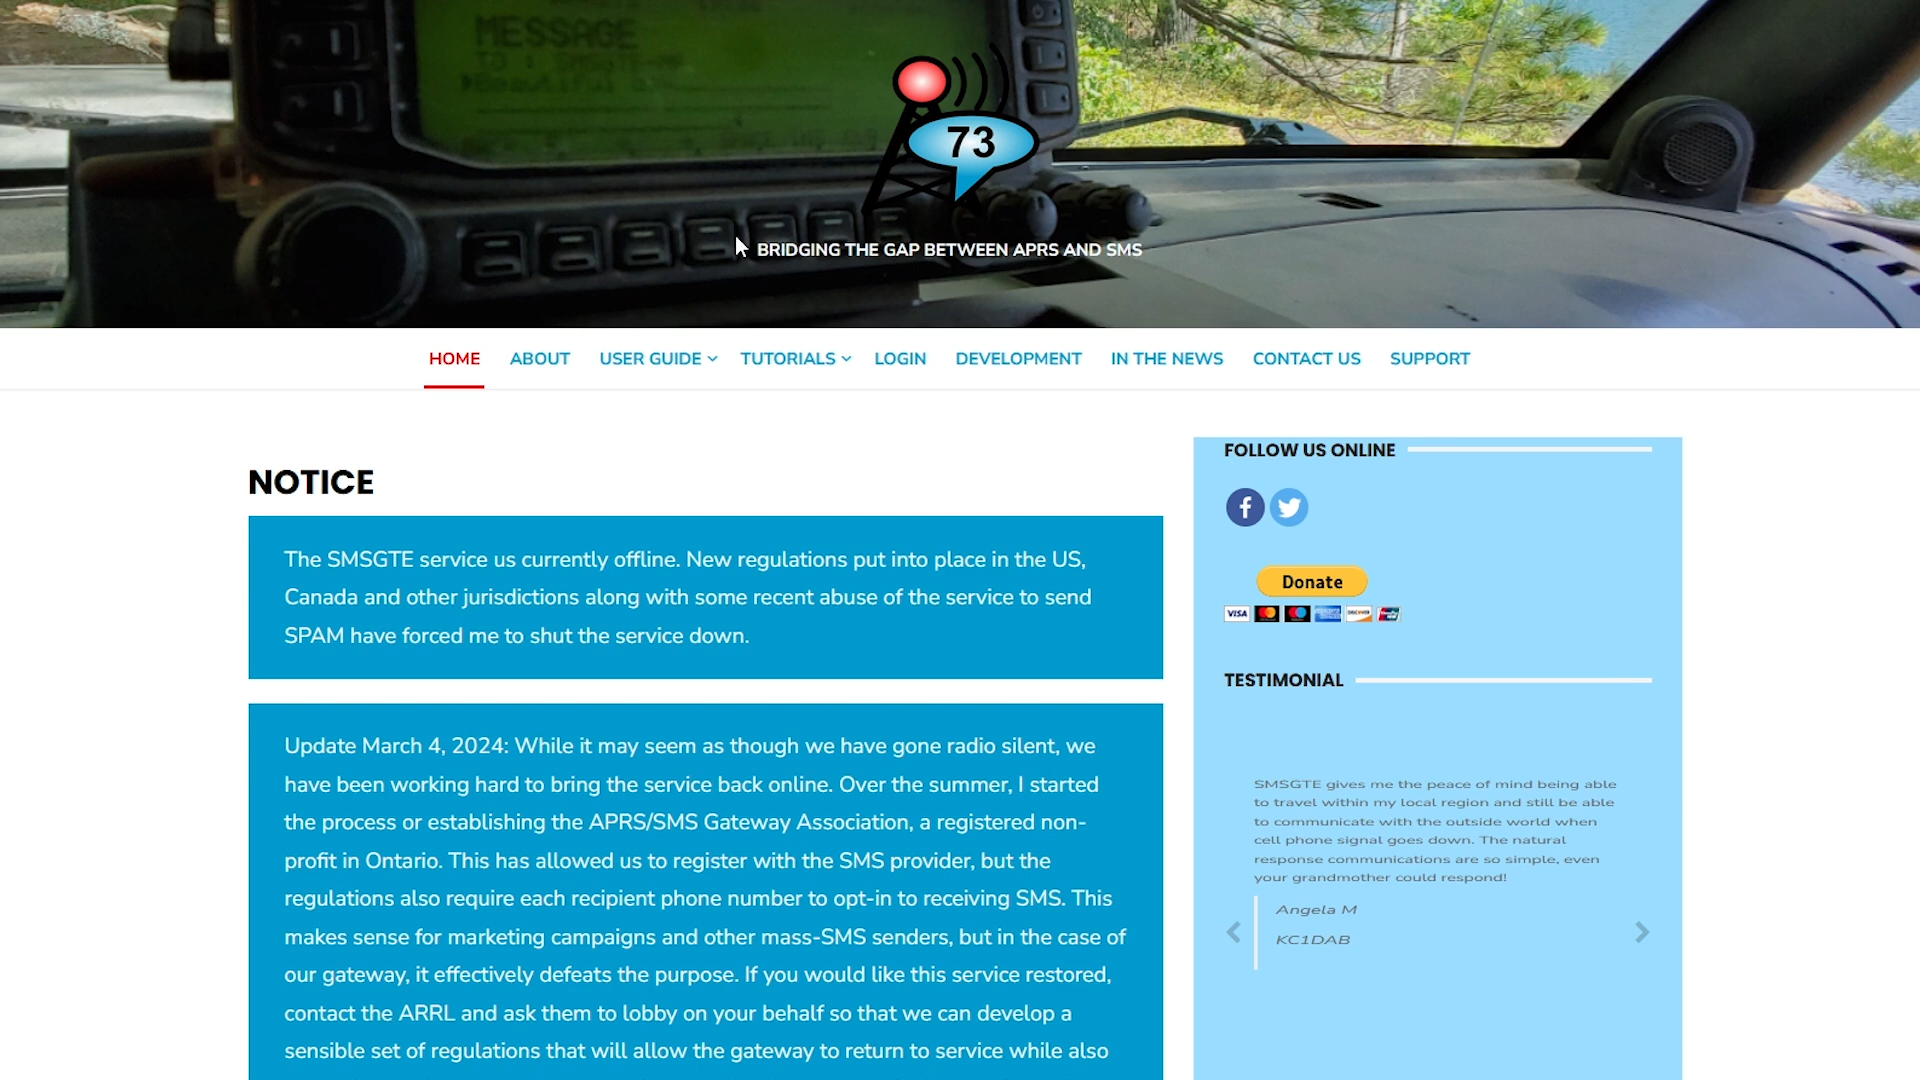 MESSAGE
73
BRIDGING THE GAP BETWEEN APRS AND SMS
HOME ABOUT USER GUIDE TUTORIALS LOGIN DEVELOPMENT IN THE NEWS CONTACT US SUPPORT
NOTICE
The SMSGTE service us currently offline. New regulations put into place in the US,
Canada and other jurisdictions along with some recent abuse of the service to send
SPAM have forced me to shut the service down.
Update March 4, 2024: While it may seem as though we have gone radio silent, we
have been working hard to bring the service back online. Over the summer, I started
the process or establishing the APRS/SMS Gateway Association, a registered non-
profit in Ontario. This has allowed us to register with the SMS provider, but the
regulations also require each recipient phone number to opt-in to receiving SMS. This
makes sense for marketing campaigns and other mass-SMS senders, but in the case of
our gateway, it effectively defeats the purpose. If you would like this service restored,
contact the ARRL and ask them to lobby on your behalf so that we can develop a
sensible set of regulations that will allow the gateway to return to service while also
FOLLOW US ONLINE
Donate
VISA
DISCOVER
TESTIMONIAL
SMSGTE gives me the peace of mind being able
to travel within my local region and still be able
to communicate with the outside world when
cell phone signal goes down. The natural
response communications are so simple, even
your grandmother could respond!
Angela M
KC1DAB